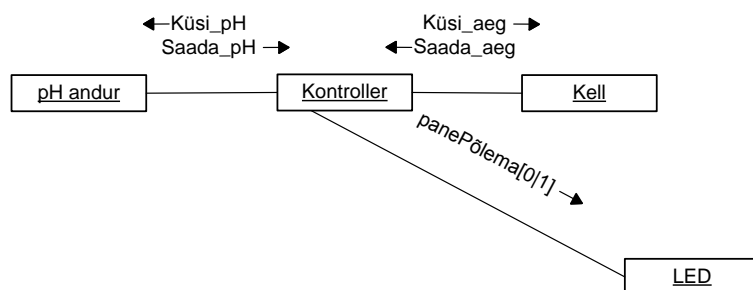 Küsi_pH
Saada_pH
Küsi_aeg
Saada_aeg
pH andur
Kontroller
Kell
panePõlema[0|1]
LED